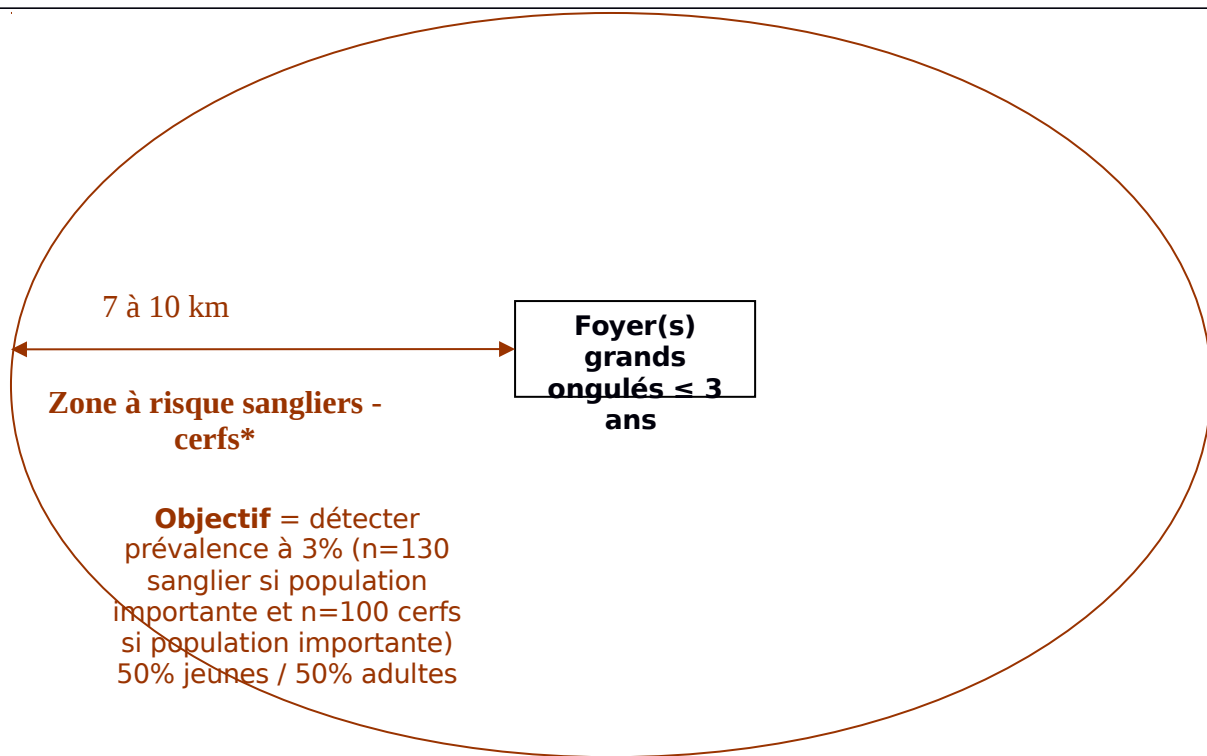 7 à 10 km
Foyer(s)
grands
ongulés ≤ 3
ans
Zone à risque sangliers -
cerfs*
Objectif = détecter
prévalence à 3% (n=130
sanglier si population
importante et n=100 cerfs
si population importante)
50% jeunes / 50% adultes